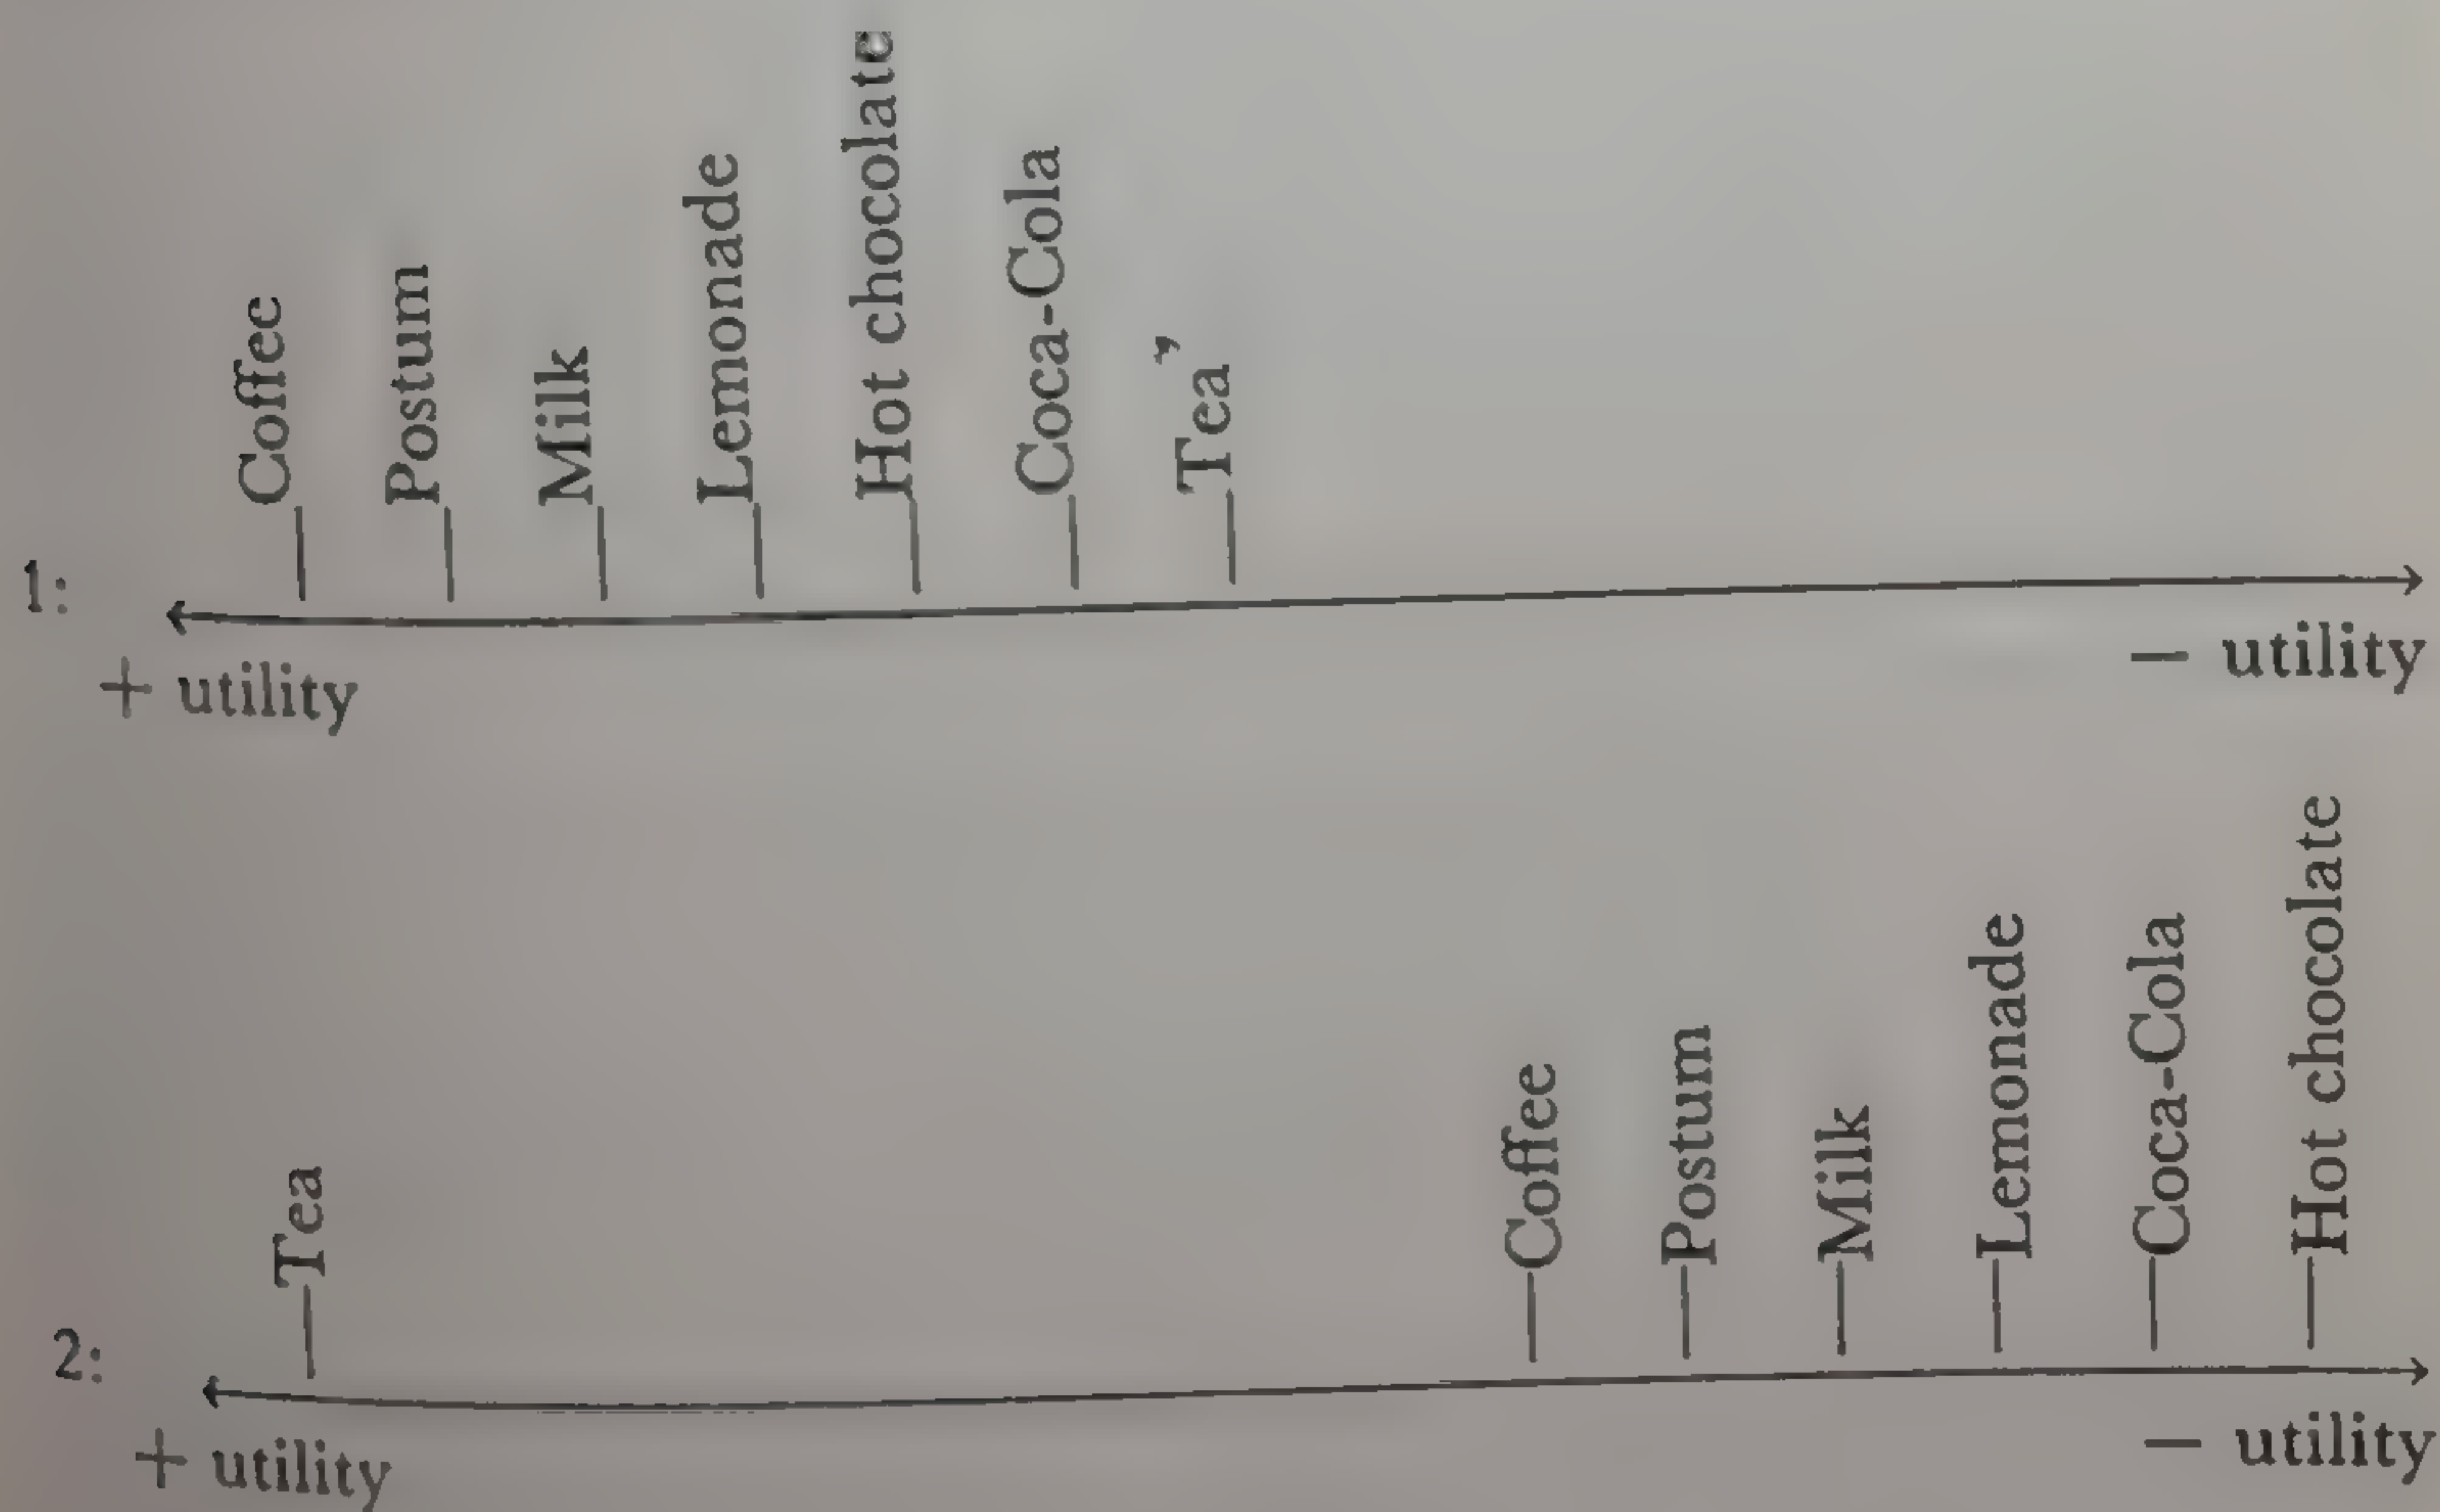 Coffee
Postum
Milk
Lemonade
Hot chocolate
Coca-Cola
Tea
1:
+ utility
— utility
Tea
Coffee
Postum
Milk
Lemonade
Coca-Cola
Hot chocolate
2:
+ utility
— utility